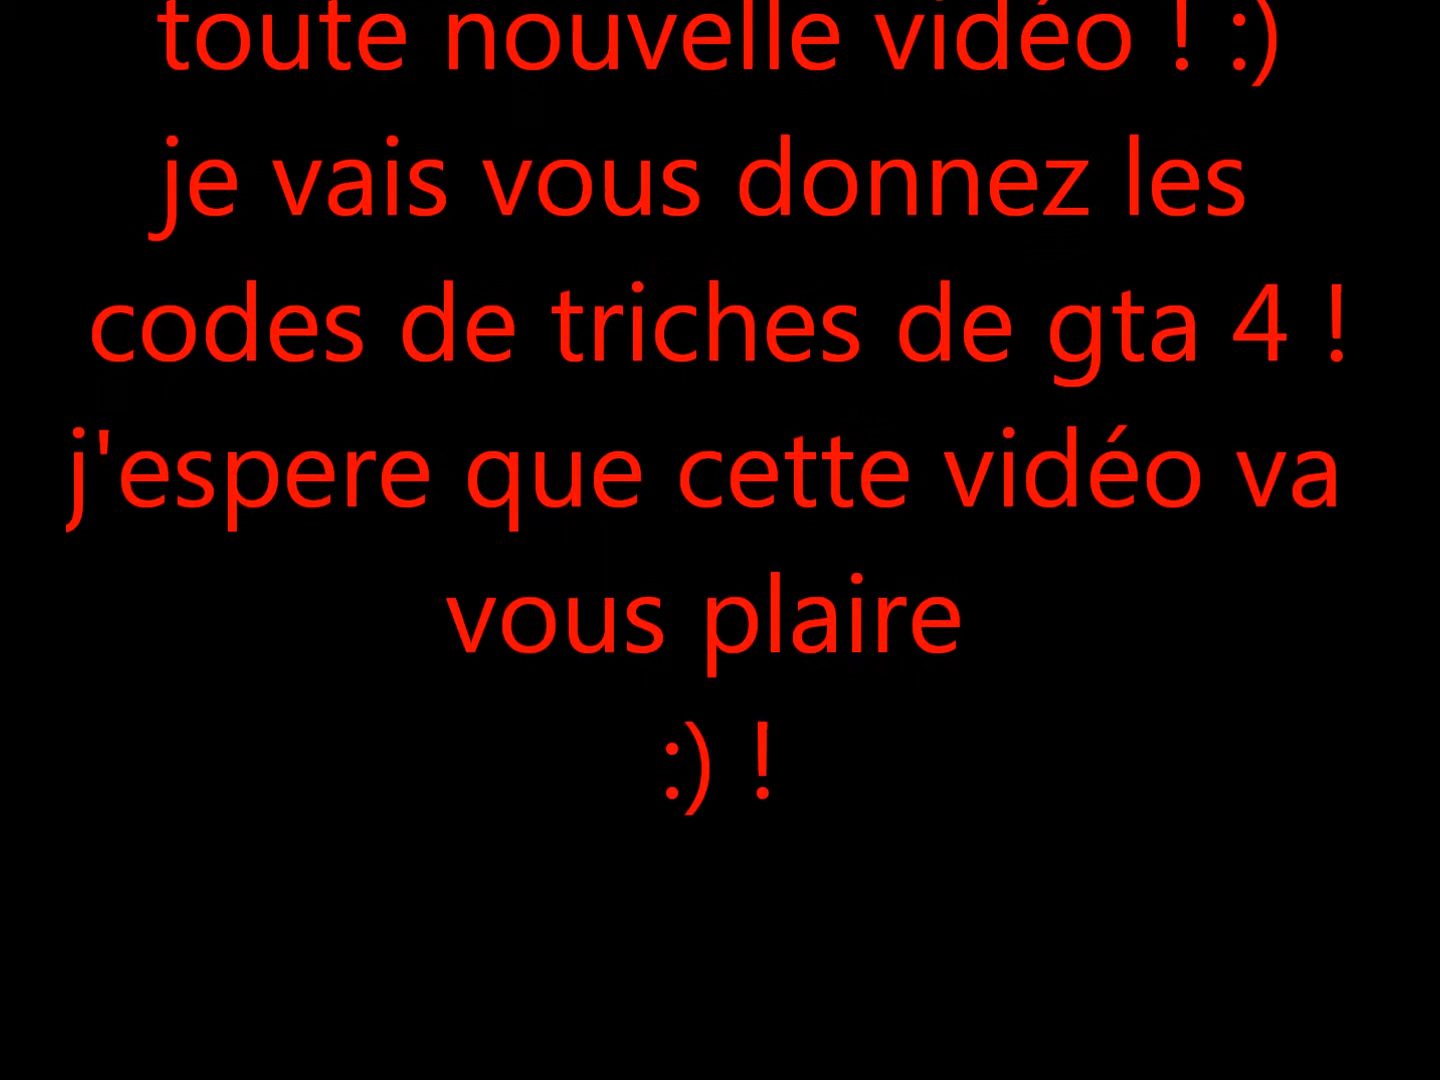 toute nouvelle vidéo ! :)
je vais vous donnez les
codes de triches de gta 4 !
j'espere que cette vidéo va
vous plaire
:) !